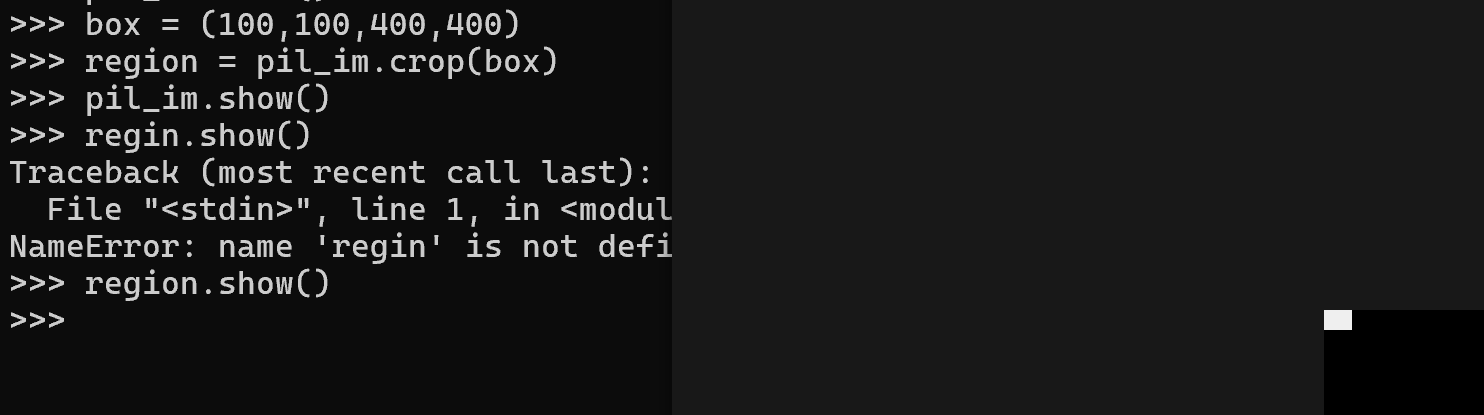 >>> box = (100,100,400,400)
>>> region = pil_im.crop(box)
>>> pil_im.show()
>>> regin.show()
Traceback (most recent call last):
  File "<stdin>", line 1, in <modul
NameError: name 'regin' is not defi
>>> region.show()
>>>